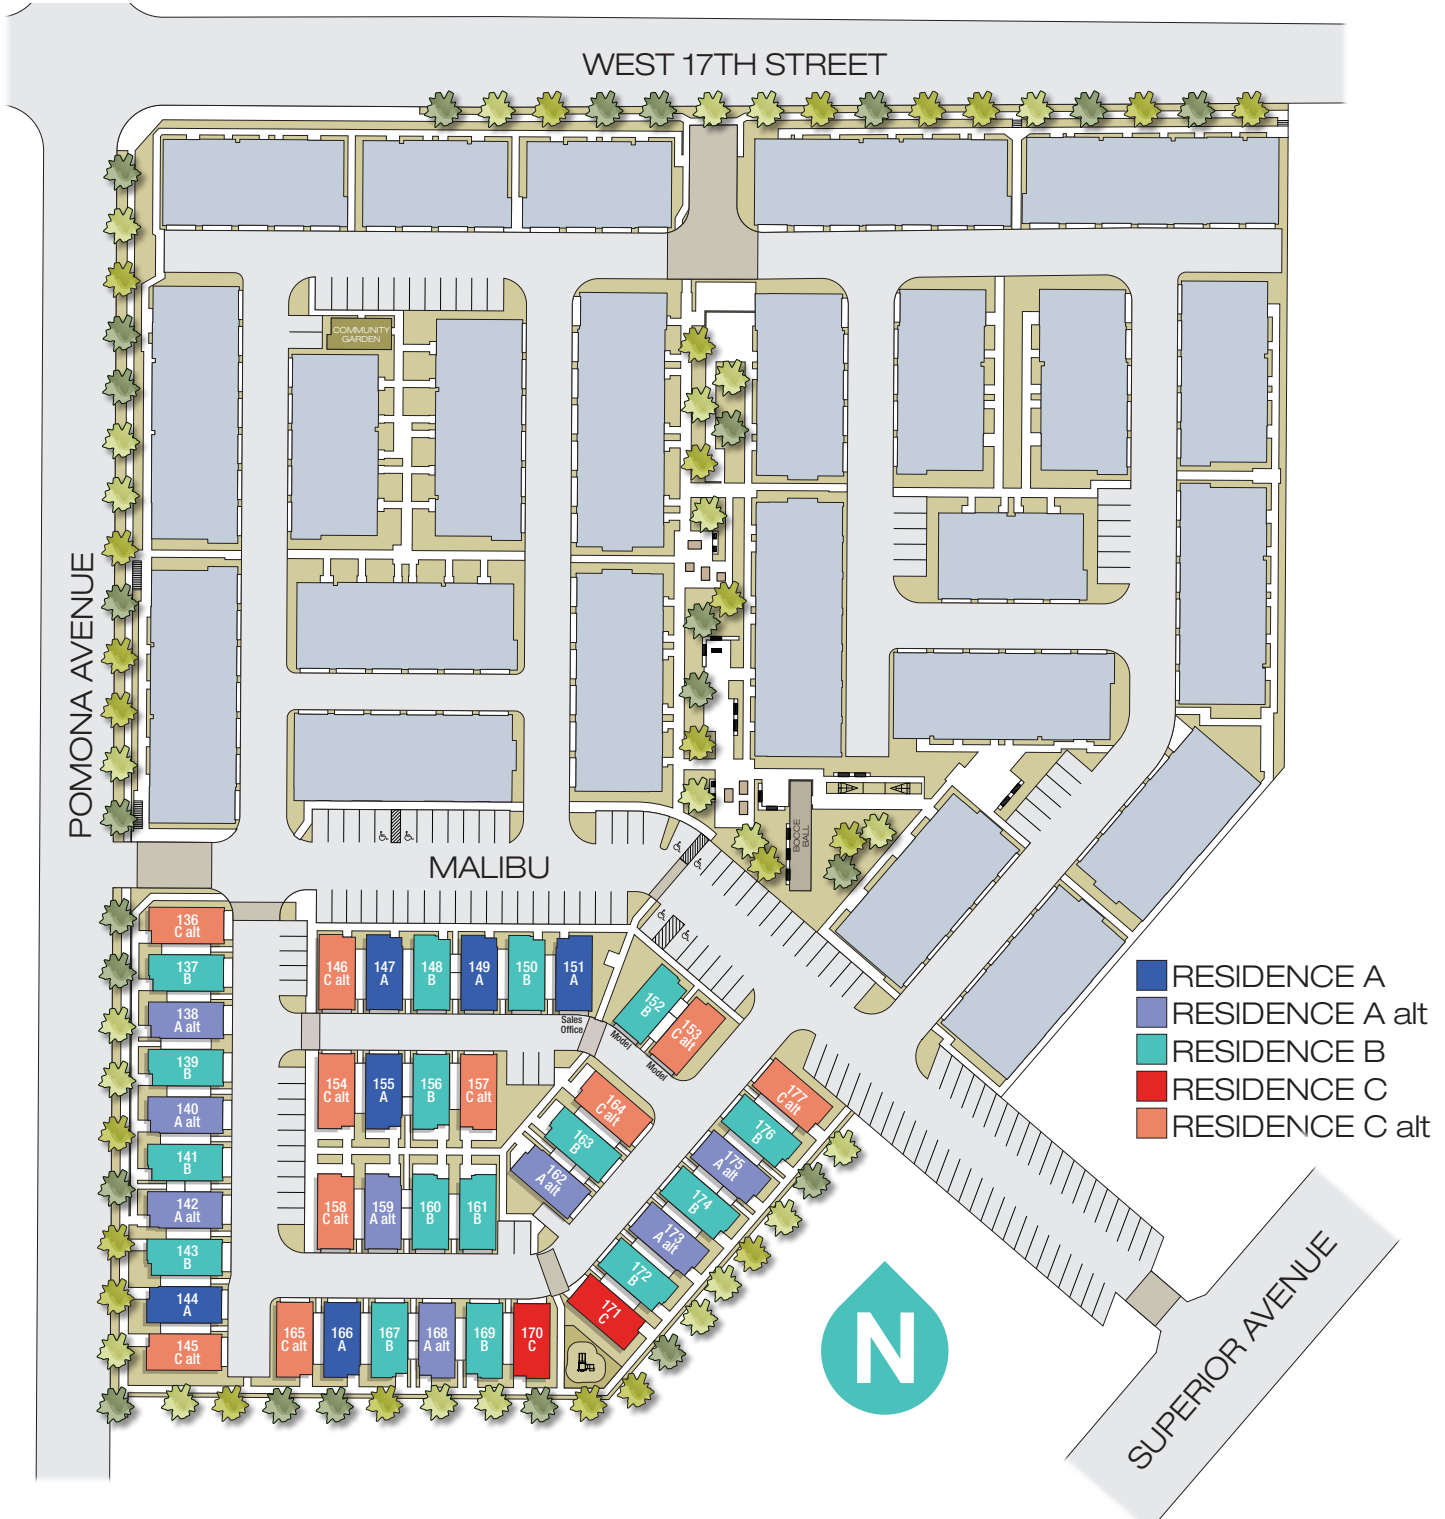 WEST 17TH STREET
COMMUNITY
GARDEN
POMONA AVENUE
BOCCE
BALL
MALIBU
136
C alt
137
B
138
A alt
139
B
140
A alt
141
B
142
A alt
143
B
144
A
145
C alt
146
C alt
147
A
148
B
149
A
150
B
151
A
Sales
Office
152
B
Model
153
C alt
Model
154
C alt
155
A
156
B
157
C alt
158
C alt
159
A alt
160
B
161
B
162
A alt
163
B
164
C alt
165
C alt
166
A
167
B
168
A alt
169
B
170
C
171
C
172
B
173
A alt
174
B
175
A alt
176
B
177
C alt
RESIDENCE A
RESIDENCE A alt
RESIDENCE B
RESIDENCE C
RESIDENCE C alt
N
SUPERIOR AVENUE